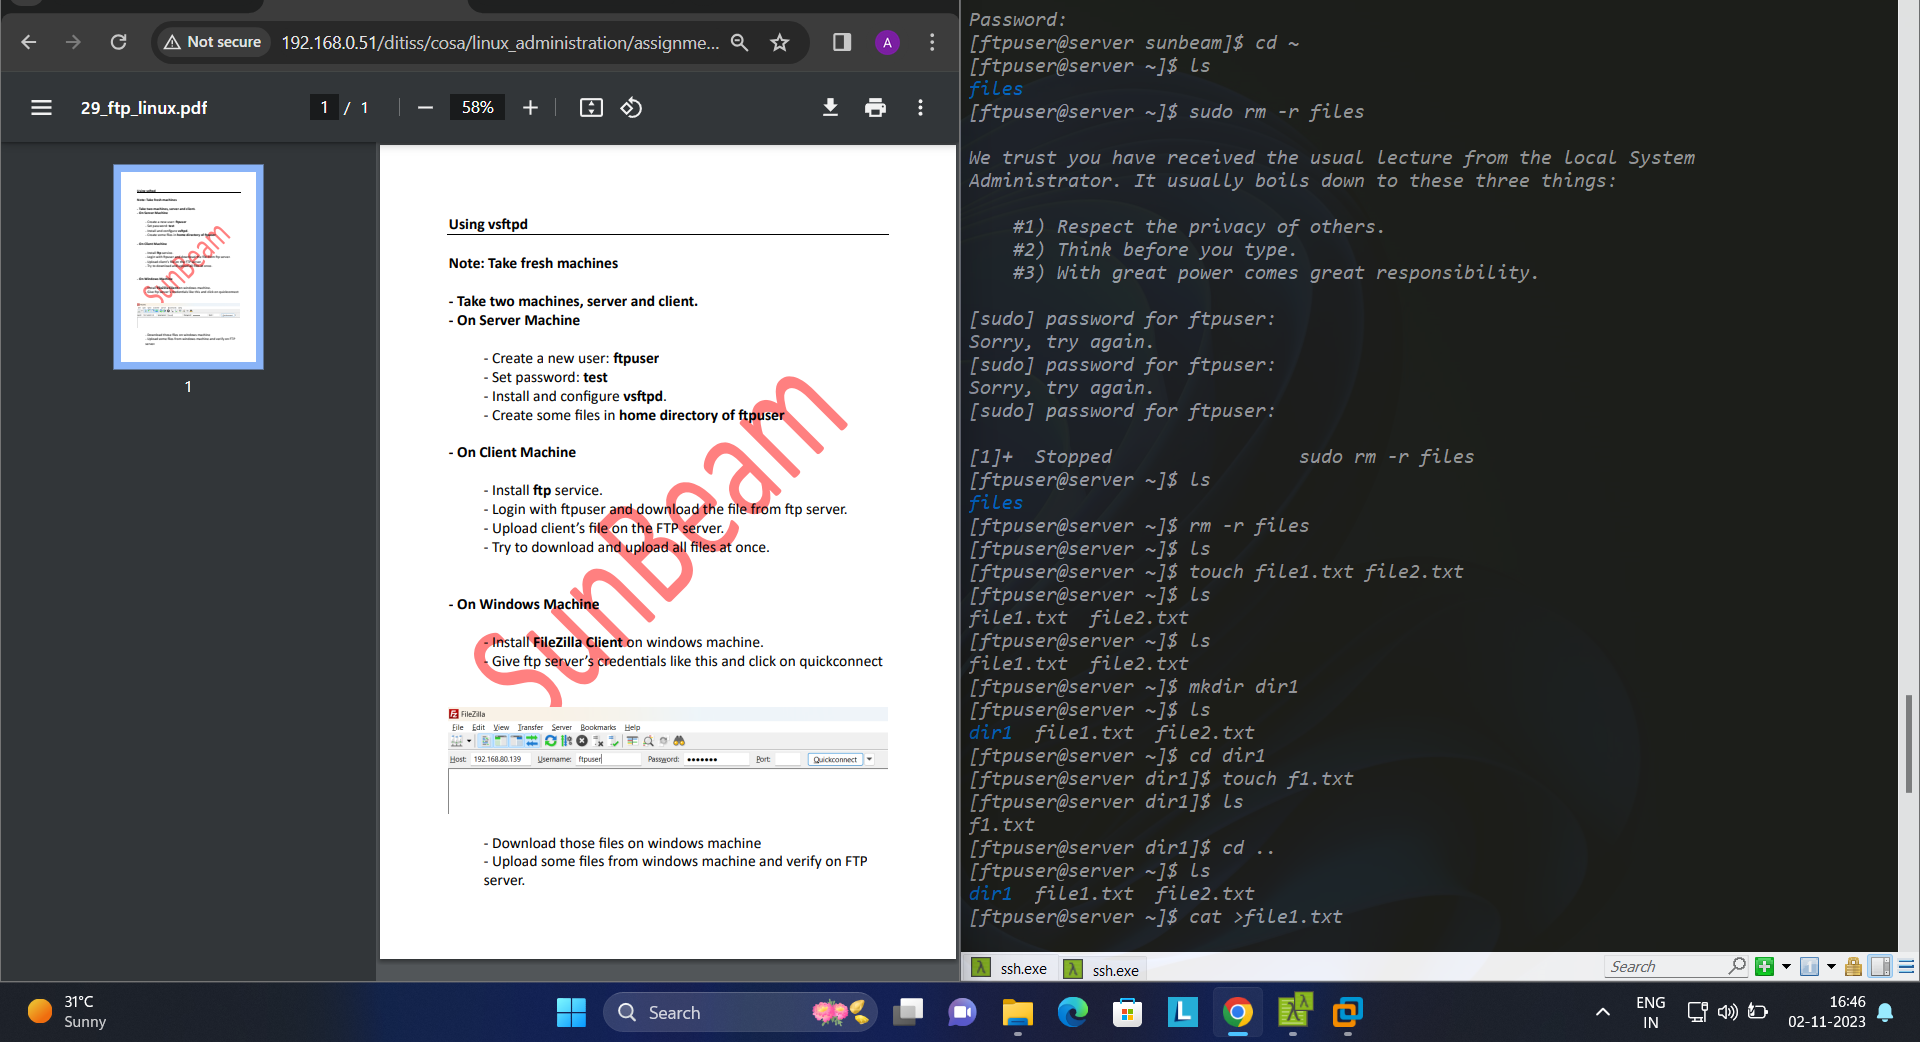 Not secure
192.168.0.51/ditiss/cosa/linux_administration/assignme...
A
29_ftp_linux.pdf
1 / 1
58%
1
Using vsftpd
Note: Take fresh machines
- Take two machines, server and client.
- On Server Machine
- Create a new user: ftpuser
- Set password: test
- Install and configure vsftpd.
- Create some files in home directory of ftpuser
- On Client Machine
- Install ftp service.
- Login with ftpuser and download the file from ftp server.
- Upload client's file on the FTP server.
- Try to download and upload all files at once.
- On Windows Machine
- Install FileZilla Client on windows machine.
- Give ftp server's credentials like this and click on quickconnect
SunBeam
FileZilla
File Edit View Transfer Server Bookmarks Help
Host: 192.168.80.139 Username: ftpuser Password: ●●●●●●● Port: Quickconnect
- Download those files on windows machine
- Upload some files from windows machine and verify on FTP
server.
Password:
[ftpuser@server sunbeam]$ cd ~
[ftpuser@server ~]$ ls
files
[ftpuser@server ~]$ sudo rm -r files
We trust you have received the usual lecture from the local System
Administrator. It usually boils down to these three things:
#1) Respect the privacy of others.
#2) Think before you type.
#3) With great power comes great responsibility.
[sudo] password for ftpuser:
Sorry, try again.
[sudo] password for ftpuser:
Sorry, try again.
[sudo] password for ftpuser:
[1]+  Stopped                 sudo rm -r files
[ftpuser@server ~]$ ls
files
[ftpuser@server ~]$ rm -r files
[ftpuser@server ~]$ ls
[ftpuser@server ~]$ touch file1.txt file2.txt
[ftpuser@server ~]$ ls
file1.txt  file2.txt
[ftpuser@server ~]$ ls
file1.txt  file2.txt
[ftpuser@server ~]$ mkdir dir1
[ftpuser@server ~]$ ls
dir1  file1.txt  file2.txt
[ftpuser@server ~]$ cd dir1
[ftpuser@server dir1]$ touch f1.txt
[ftpuser@server dir1]$ ls
f1.txt
[ftpuser@server dir1]$ cd ..
[ftpuser@server ~]$ ls
dir1  file1.txt  file2.txt
[ftpuser@server ~]$ cat >file1.txt
ssh.exe
ssh.exe
Search
31°C
Sunny
Search
ENG
IN
16:46
02-11-2023